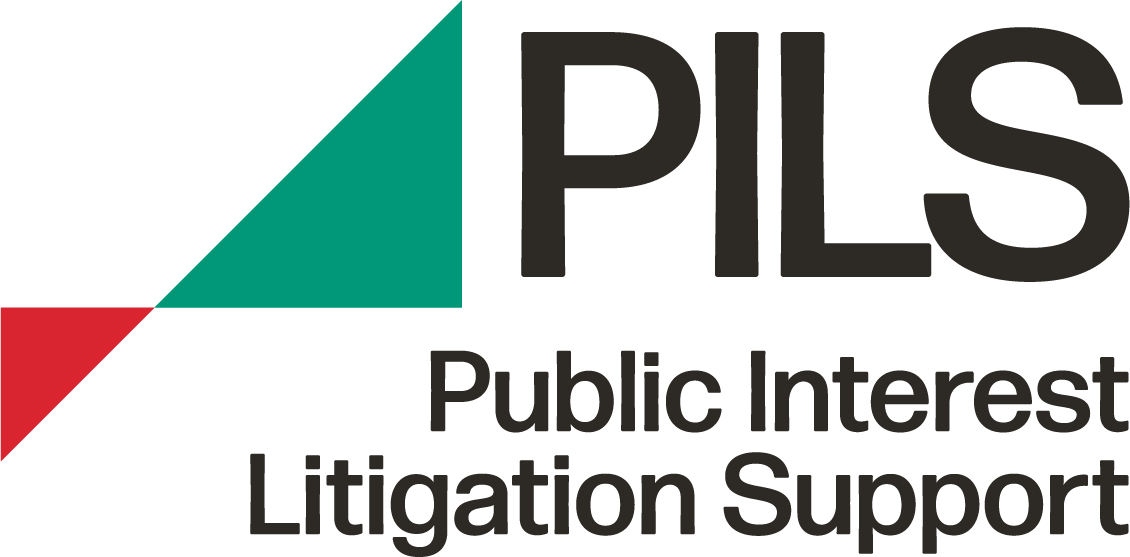 PILS
Public Interest
Litigation Support